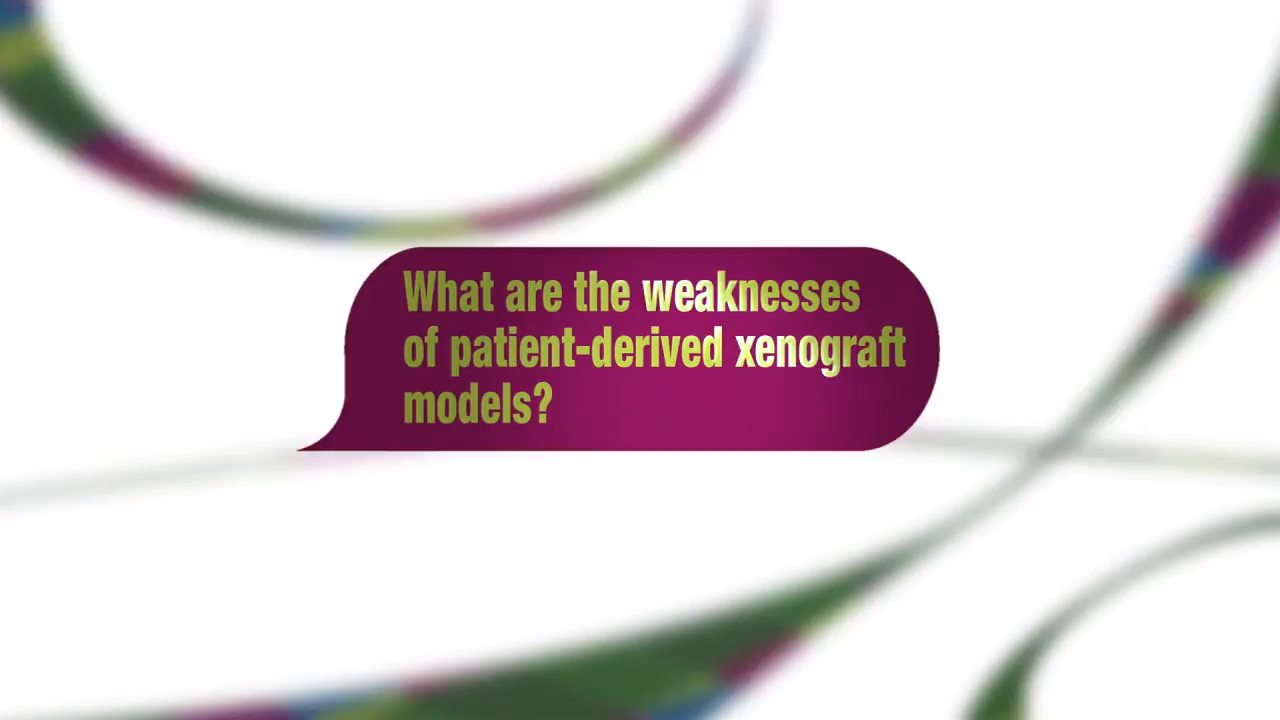 What are the weaknesses
of patient-derived xenograft
models?